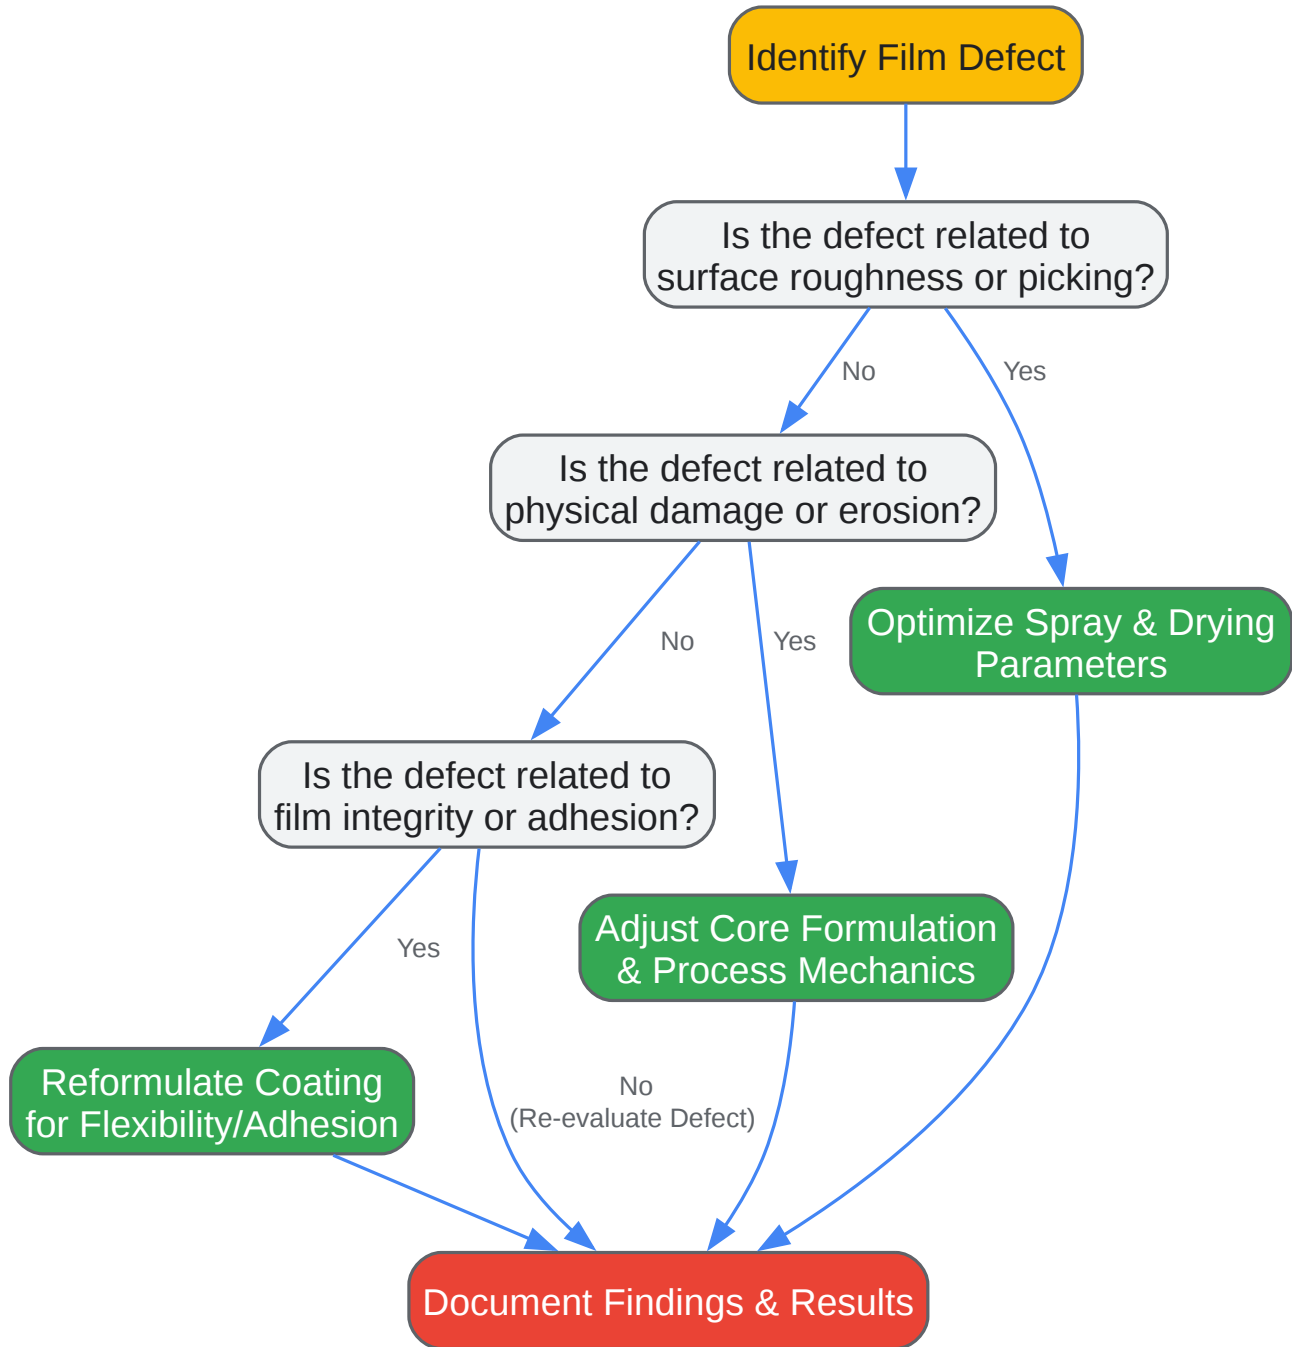 Identify Film Defect
Is the defect related to
surface roughness or picking?
No
Yes
Is the defect related to
physical damage or erosion?
Optimize Spray & Drying
Parameters
No
Yes
Is the defect related to
film integrity or adhesion?
Adjust Core Formulation
& Process Mechanics
Yes
Reformulate Coating
for Flexibility/Adhesion
No
(Re-evaluate Defect)
Document Findings & Results